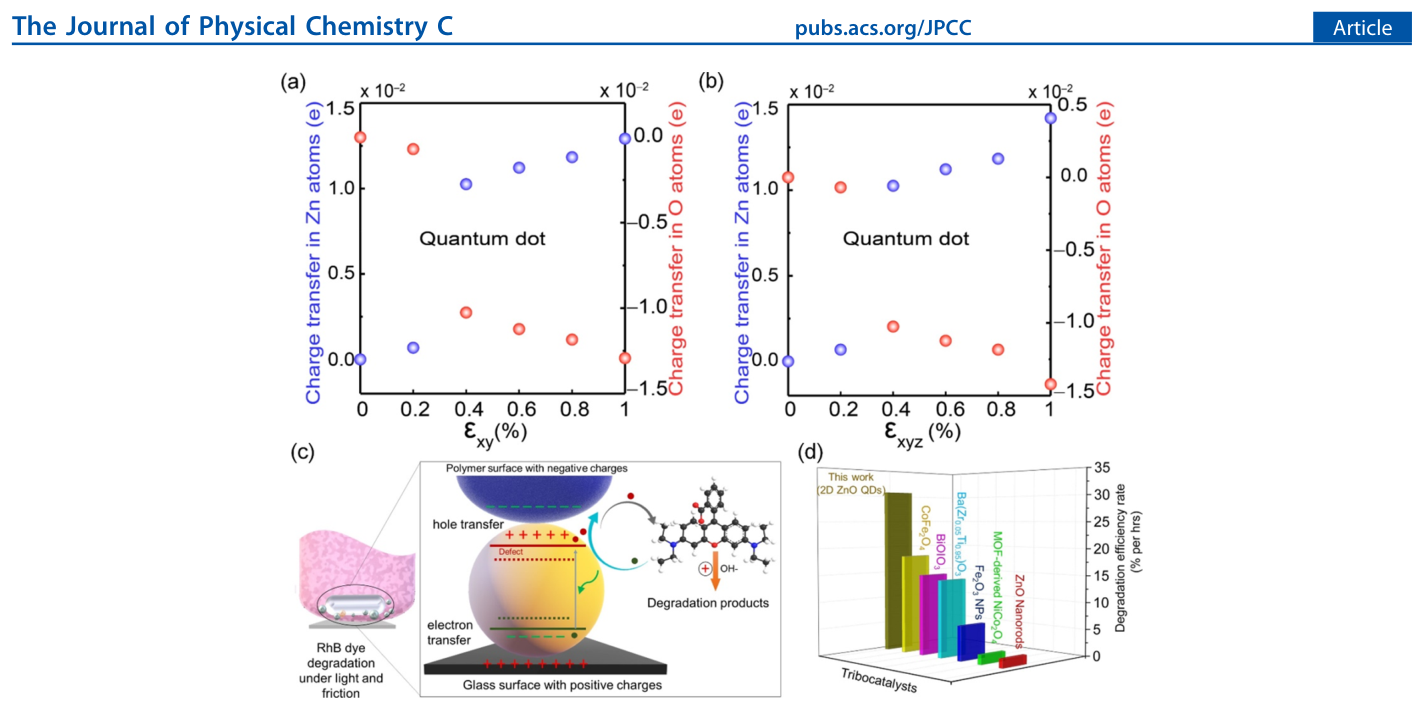 The Journal of Physical Chemistry C
pubs.acs.org/JPCC
Article
(a)
x 10⁻²
x 10⁻²
Charge transfer in Zn atoms (e)
1.5
1.0
0.5
0.0
Quantum dot
0.0
−0.5
−1.0
−1.5
Charge transfer in O atoms (e)
0 0.2 0.4 0.6 0.8 1
Ɛxy(%)
(b)
x 10⁻²
x 10⁻²
Charge transfer in Zn atoms (e)
1.5
1.0
0.5
0.0
Quantum dot
0.5
0.0
−0.5
−1.0
−1.5
Charge transfer in O atoms (e)
0 0.2 0.4 0.6 0.8 1
Ɛxyz (%)
(c)
RhB dye
degradation
under light and
friction
Polymer surface with negative charges
hole transfer
+ + + + + +
Defect
electron
transfer
+ + + + + + + +
Glass surface with positive charges
+ OH-
Degradation products
(d)
This work
(2D ZnO QDs)
CoFe₂O₄
BiOIO₃
Ba(Zr₀.₀₅Ti₀.₉₅)O₃
Fe₂O₃ NPs
MOF-derived NiCo₂O₄
ZnO Nanorods
35
30
25
20
15
10
5
0
Degradation efficiency rate
(% per hrs)
Tribocatalysts